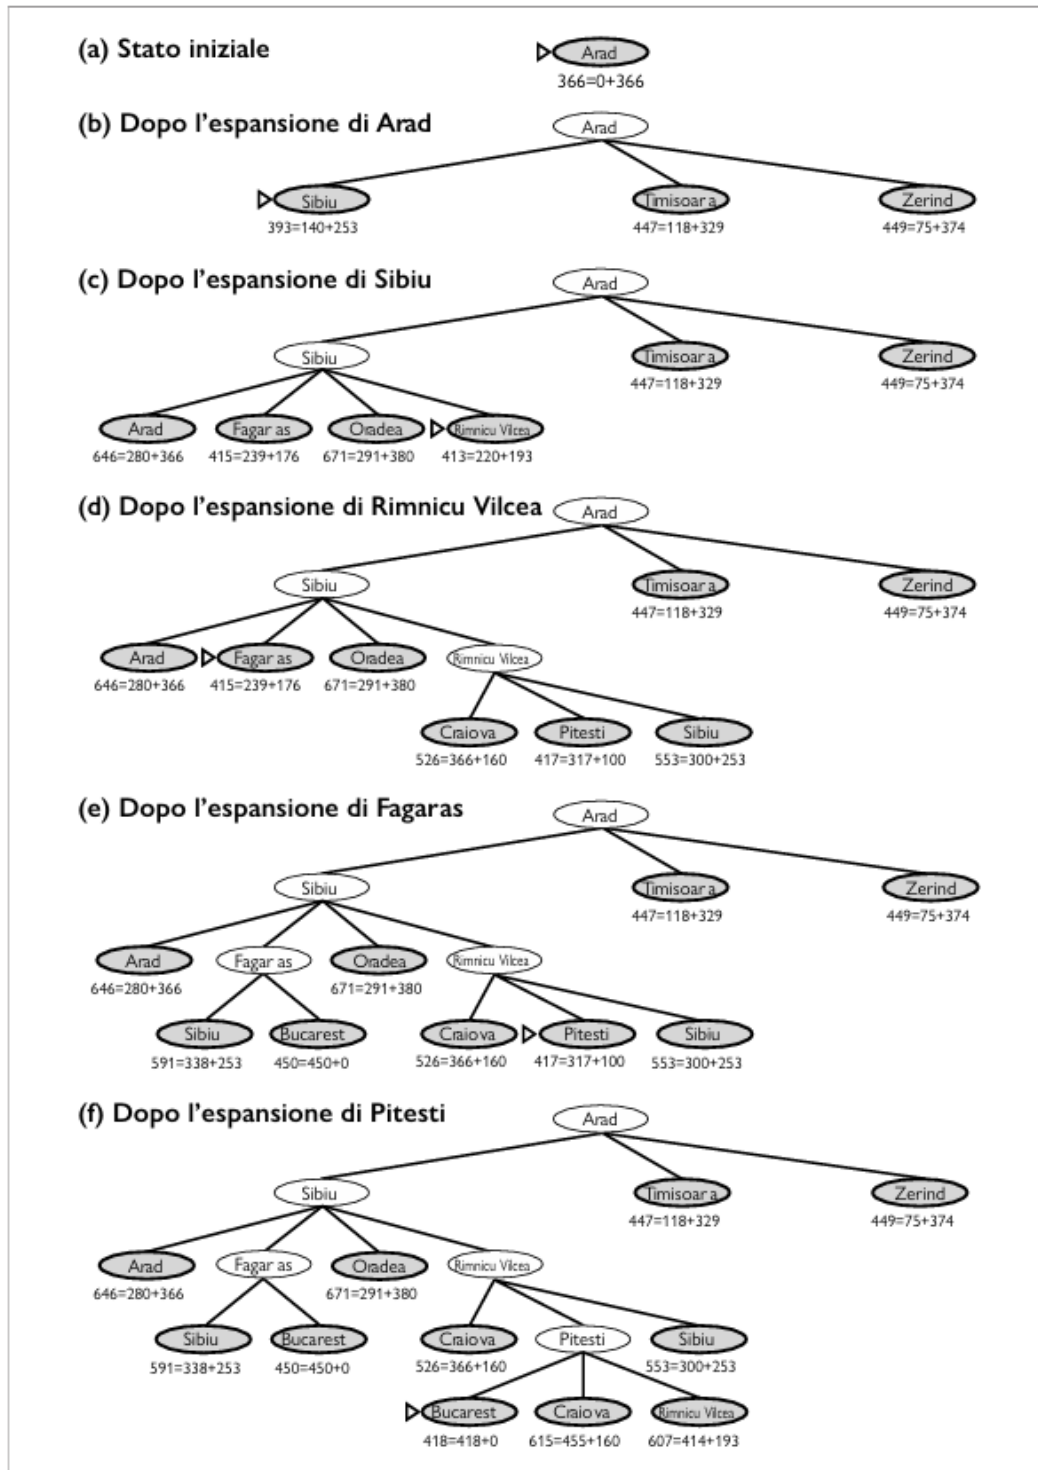 (a) Stato iniziale
Arad
366=0+366
(b) Dopo l'espansione di Arad
Arad
Sibiu Timisoara Zerind
393=140+253 447=118+329 449=75+374
(c) Dopo l'espansione di Sibiu
Arad
Sibiu Timisoara Zerind
447=118+329 449=75+374
Arad Fagaras Oradea Rimnicu Vilcea
646=280+366 415=239+176 671=291+380 413=220+193
(d) Dopo l'espansione di Rimnicu Vilcea
Arad
Sibiu Timisoara Zerind
447=118+329 449=75+374
Arad Fagaras Oradea Rimnicu Vilcea
646=280+366 415=239+176 671=291+380
Craiova Pitesti Sibiu
526=366+160 417=317+100 553=300+253
(e) Dopo l'espansione di Fagaras
Arad
Sibiu Timisoara Zerind
447=118+329 449=75+374
Arad Fagaras Oradea Rimnicu Vilcea
646=280+366 671=291+380
Sibiu Bucarest Craiova Pitesti Sibiu
591=338+253 450=450+0 526=366+160 417=317+100 553=300+253
(f) Dopo l'espansione di Pitesti
Arad
Sibiu Timisoara Zerind
447=118+329 449=75+374
Arad Fagaras Oradea Rimnicu Vilcea
646=280+366 671=291+380
Sibiu Bucarest Craiova Pitesti Sibiu
591=338+253 450=450+0 526=366+160 553=300+253
Bucarest Craiova Rimnicu Vilcea
418=418+0 615=455+160 607=414+193